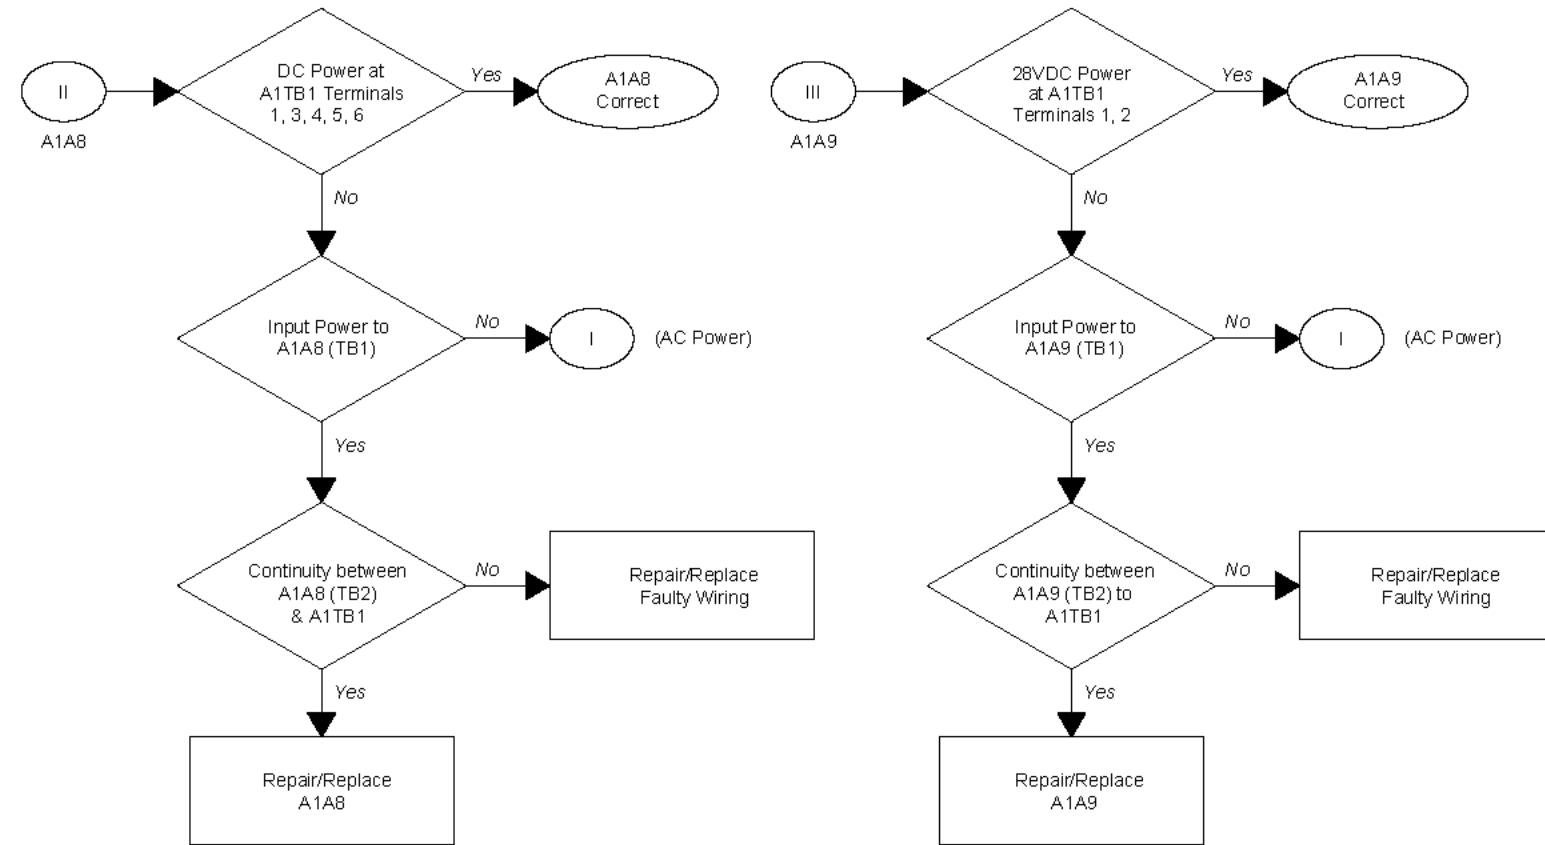 II
A1A8
DC Power at
A1TB1 Terminals
1, 3, 4, 5, 6
Yes
A1A8
Correct
No
Input Power to
A1A8 (TB1)
No
I
(AC Power)
Yes
Continuity between
A1A8 (TB2)
& A1TB1
No
Repair/Replace
Faulty Wiring
Yes
Repair/Replace
A1A8
III
A1A9
28VDC Power
at A1TB1
Terminals 1, 2
Yes
A1A9
Correct
No
Input Power to
A1A9 (TB1)
No
I
(AC Power)
Yes
Continuity between
A1A9 (TB2) to
A1TB1
No
Repair/Replace
Faulty Wiring
Yes
Repair/Replace
A1A9